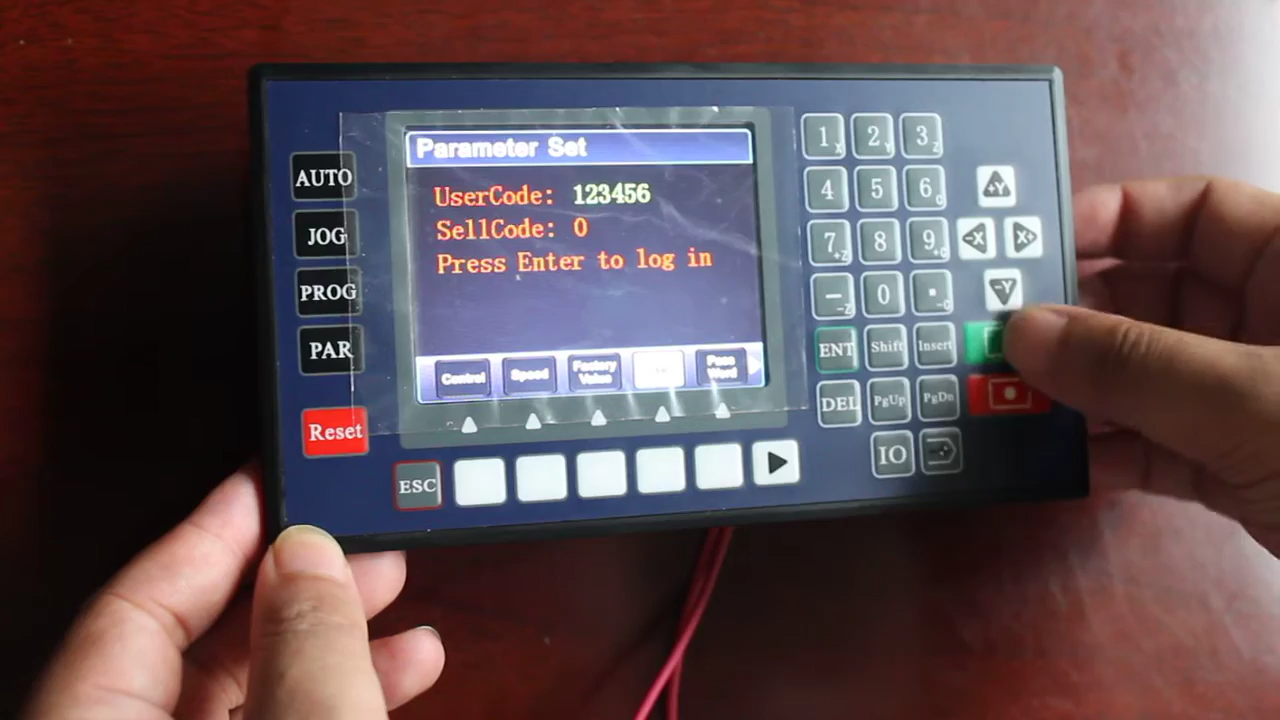 Parameter Set
UserCode: 123456
SellCode: 0
Press Enter to log in
Control
Speed
Factory Value
Pass Word
AUTO
JOG
PROG
PAR
Reset
ESC
1 X
2 Y
3 Z
4
5
6 C
7 +Z
8
9 +C
- -Z
0
. -C
ENT
Shift
Insert
DEL
PgUp
PgDn
IO
+Y
-X
X+
-Y